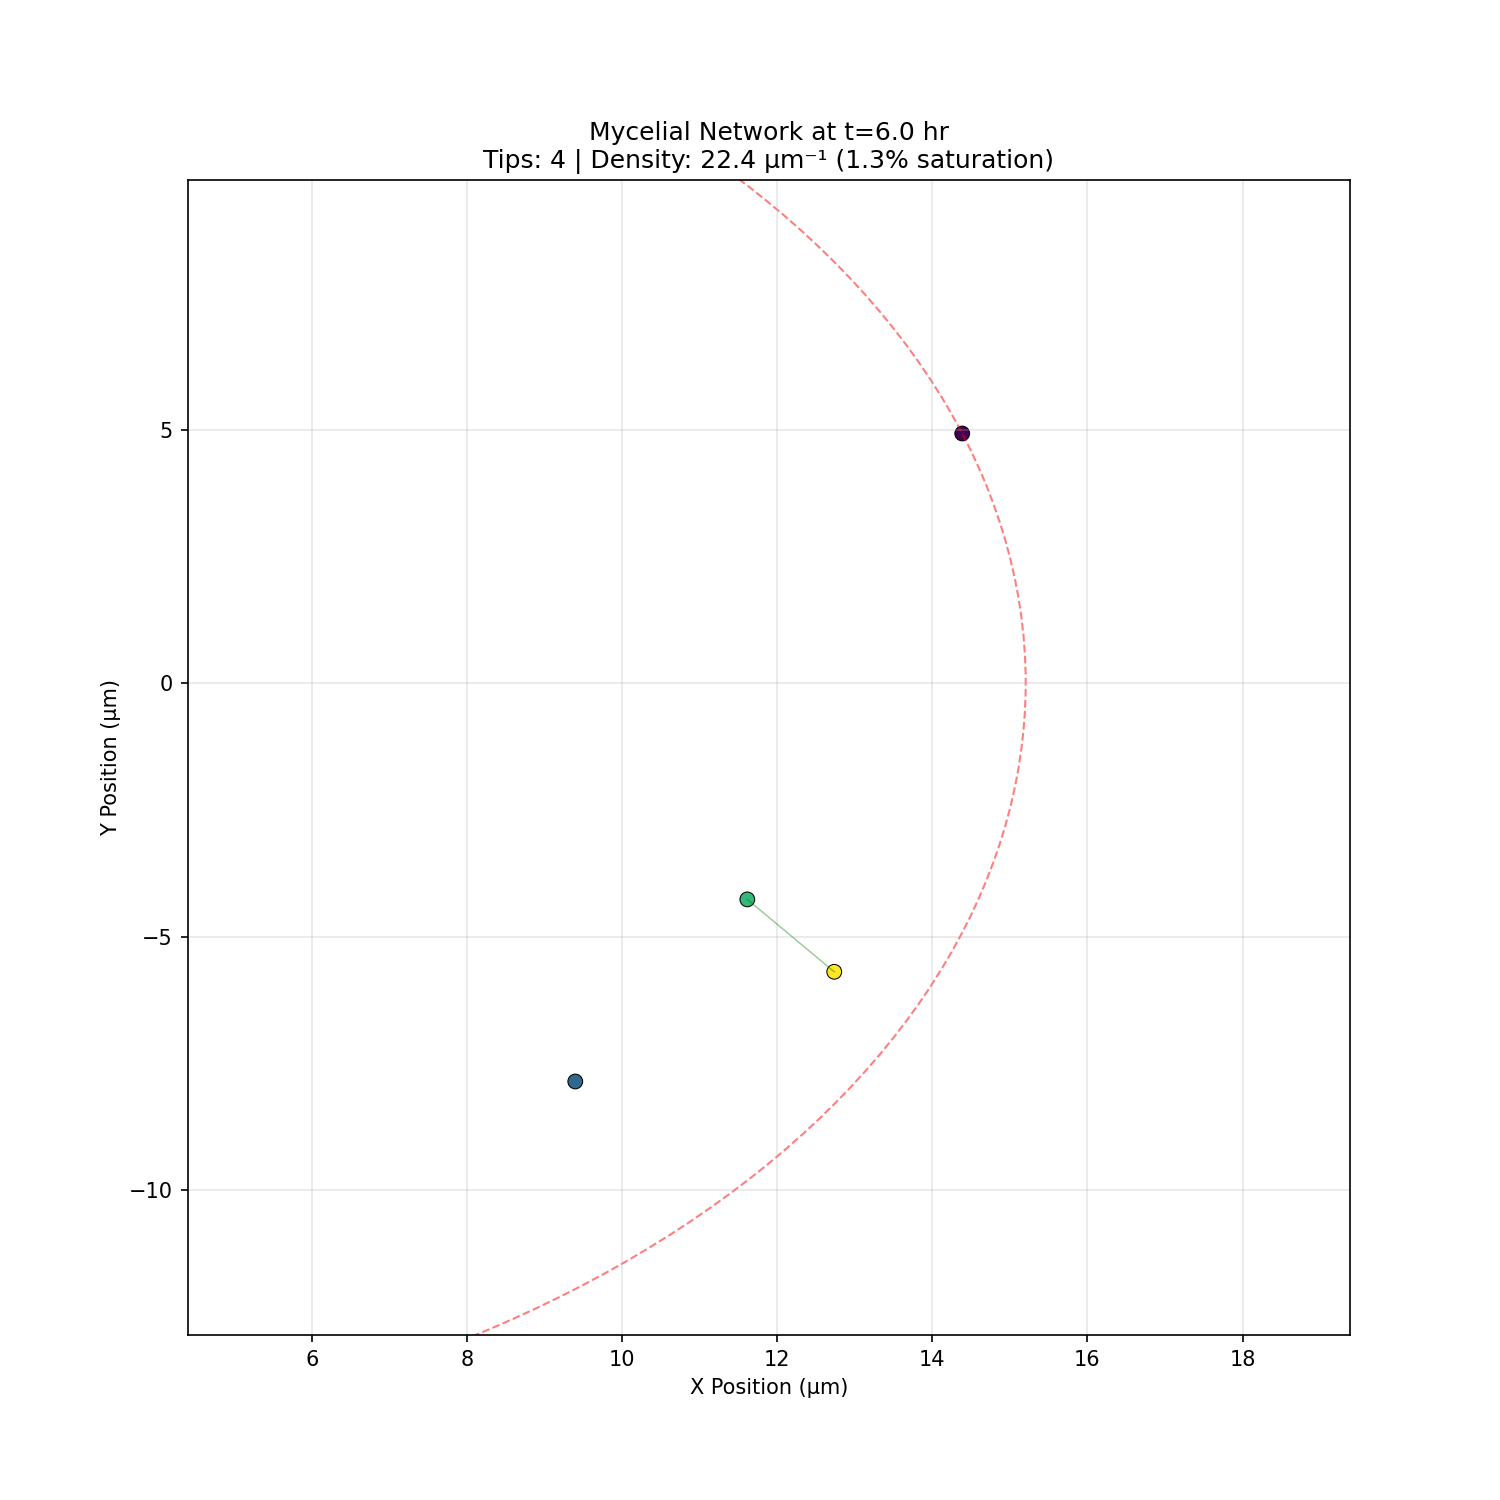 Mycelial Network at t=6.0 hr
Tips: 4 | Density: 22.4 µm⁻¹ (1.3% saturation)
Y Position (µm)
5
0
−5
−10
6 8 10 12 14 16 18
X Position (µm)